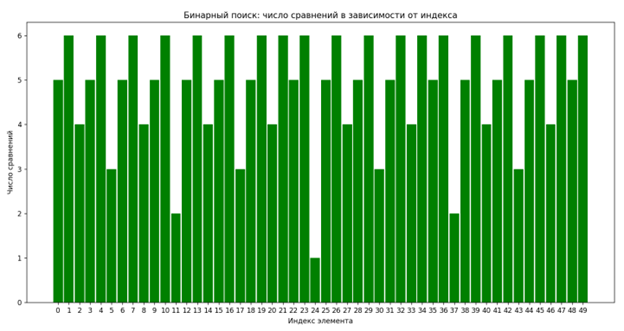 Бинарный поиск: число сравнений в зависимости от индекса
6
5
4
3
2
1
0
Число сравнений
0 1 2 3 4 5 6 7 8 9 10 11 12 13 14 15 16 17 18 19 20 21 22 23 24 25 26 27 28 29 30 31 32 33 34 35 36 37 38 39 40 41 42 43 44 45 46 47 48 49
Индекс элемента